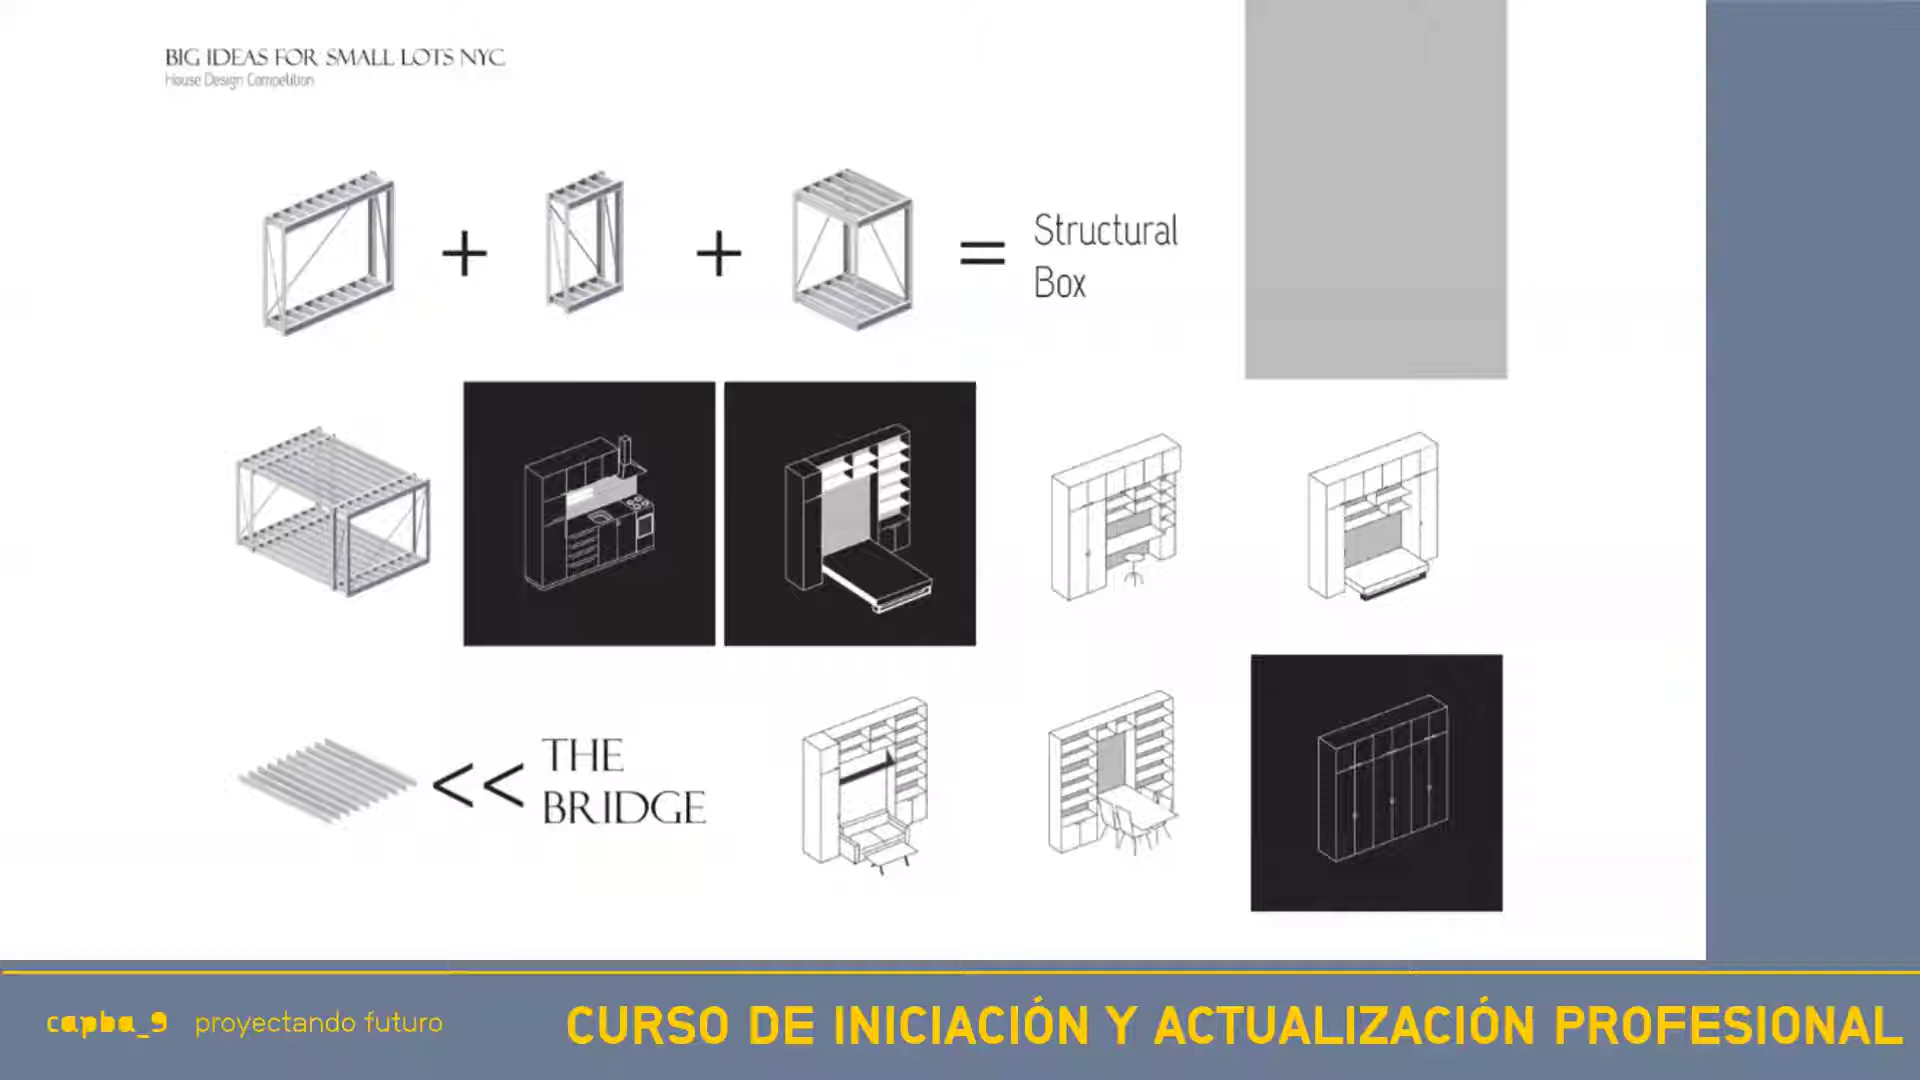 BIG IDEAS FOR SMALL LOTS NYC
House Design Competition
+ + = Structural
Box
<< THE
BRIDGE
capba_9 proyectando futuro
CURSO DE INICIACIÓN Y ACTUALIZACIÓN PROFESIONAL